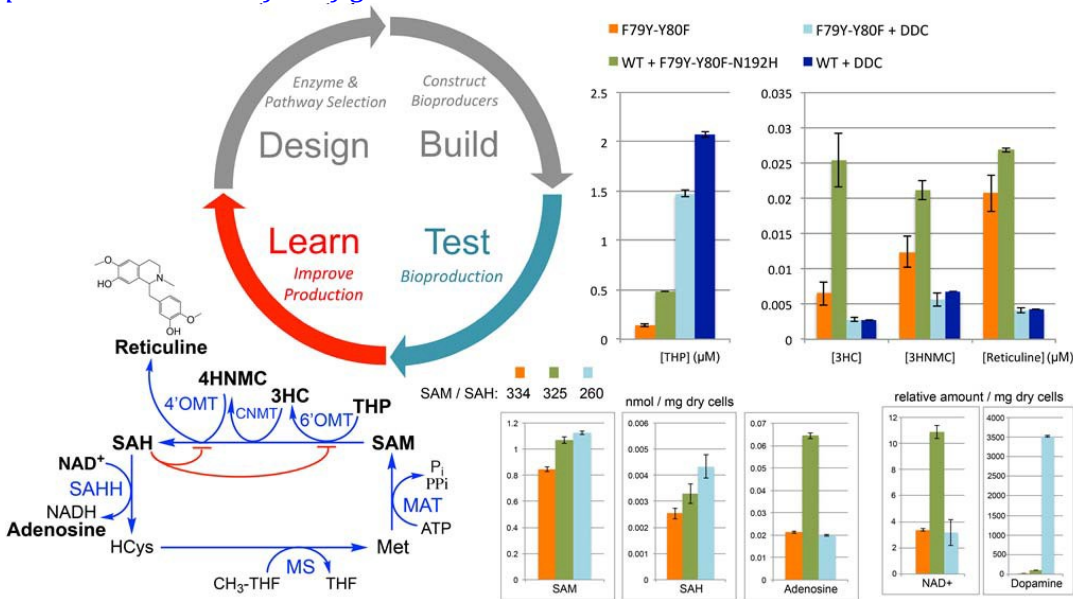 Enzyme &
Pathway Selection
Design
Construct
Bioproducers
Build
Learn
Improve
Production
Test
Bioproduction
F79Y-Y80F
F79Y-Y80F + DDC
WT + F79Y-Y80F-N192H
WT + DDC
2.5
2
1.5
1
0.5
0
[THP] (µM)
0.035
0.03
0.025
0.02
0.015
0.01
0.005
0
[3HC] [3HNMC] [Reticuline] (µM)
O
HO
N
O
OH
Reticuline
4HNMC
3HC
THP
4'OMT
CNMT
6'OMT
SAH
SAM
NAD⁺
SAHH
NADH
Adenosine
HCys
Pi
PPi
MAT
ATP
Met
MS
CH₃-THF
THF
SAM / SAH: 334 325 260
nmol / mg dry cells
1.2
1
0.8
0.6
0.4
0.2
0
SAM
0.006
0.005
0.004
0.003
0.002
0.001
0
SAH
0.07
0.06
0.05
0.04
0.03
0.02
0.01
0
Adenosine
relative amount / mg dry cells
12
10
8
6
4
2
0
NAD+
4000
3500
3000
2500
2000
1500
1000
500
0
Dopamine